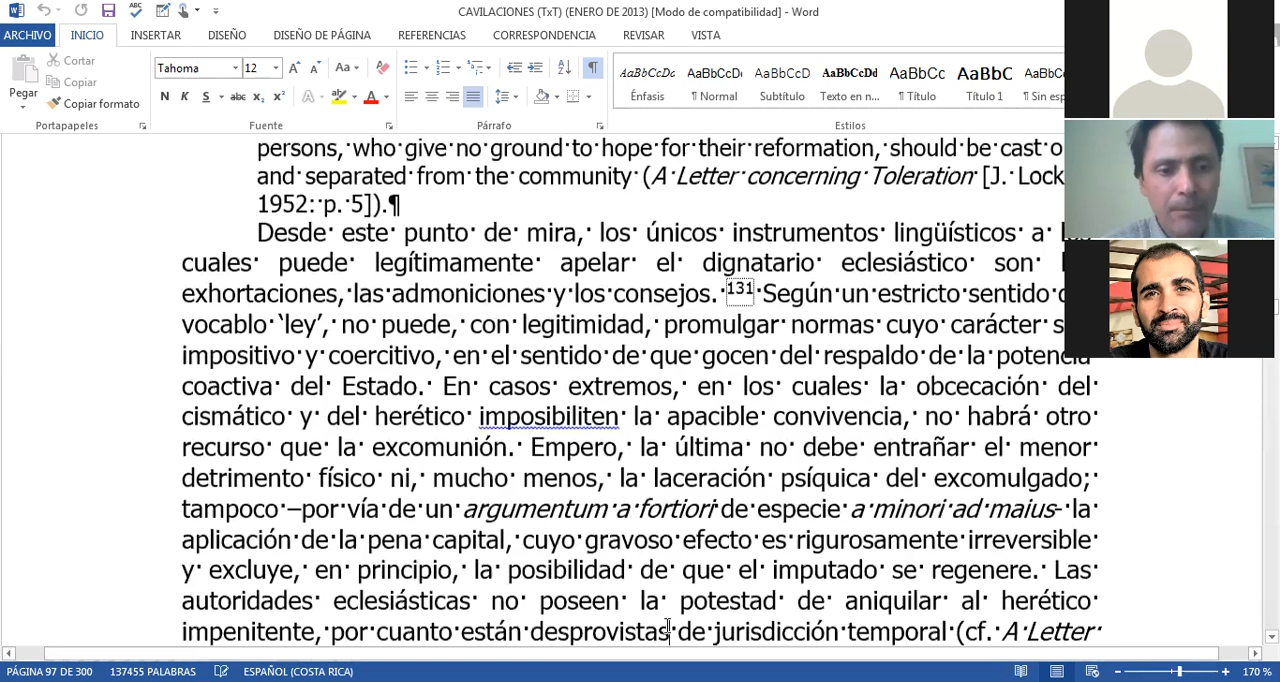 CAVILACIONES (TxT) (ENERO DE 2013) [Modo de compatibilidad] - Word
ARCHIVO INICIO INSERTAR DISEÑO DISEÑO DE PÁGINA REFERENCIAS CORRESPONDENCIA REVISAR VISTA
Pegar
Cortar
Copiar
Copiar formato
Portapapeles
Tahoma 12
Fuente
Párrafo
AaBbCcDc AaBbCcDc AaBbCcD AaBbCcDd AaBbCc AaBbC AaBbCc
Énfasis ¶ Normal Subtítulo Texto en n... ¶ Título Título 1 ¶ Sin esp
Estilos
persons, who give no ground to hope for their reformation, should be cast o
and separated from the community (A Letter concerning Toleration [J. Lock
1952: p. 5]).¶
Desde este punto de mira, los únicos instrumentos lingüísticos a
cuales puede legítimamente apelar el dignatario eclesiástico son
exhortaciones, las admoniciones y los consejos. 131 Según un estricto sentido
vocablo ‘ley’, no puede, con legitimidad, promulgar normas cuyo carácter
impositivo y coercitivo, en el sentido de que gocen del respaldo de la potencia
coactiva del Estado. En casos extremos, en los cuales la obcecación del
cismático y del herético imposibiliten la apacible convivencia, no habrá otro
recurso que la excomunión. Empero, la última no debe entrañar el menor
detrimento físico ni, mucho menos, la laceración psíquica del excomulgado;
tampoco –por vía de un argumentum a fortiori de especie a minori ad maius- la
aplicación de la pena capital, cuyo gravoso efecto es rigurosamente irreversible
y excluye, en principio, la posibilidad de que el imputado se regenere. Las
autoridades eclesiásticas no poseen la potestad de aniquilar al herético
impenitente, por cuanto están desprovistas de jurisdicción temporal (cf. A Letter
PÁGINA 97 DE 300 137455 PALABRAS ESPAÑOL (COSTA RICA) 170 %